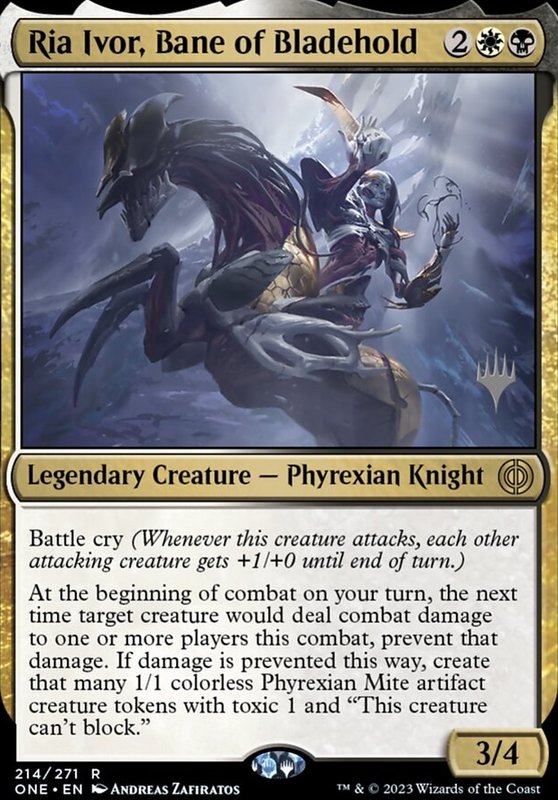 Ria Ivor, Bane of Bladehold 2
Legendary Creature — Phyrexian Knight
Battle cry (Whenever this creature attacks, each other
attacking creature gets +1/+0 until end of turn.)
At the beginning of combat on your turn, the next
time target creature would deal combat damage
to one or more players this combat, prevent that
damage. If damage is prevented this way, create
that many 1/1 colorless Phyrexian Mite artifact
creature tokens with toxic 1 and “This creature
can’t block.”
3/4
214/271 R
ONE • EN Andreas Zafiratos
™ & © 2023 Wizards of the Coast